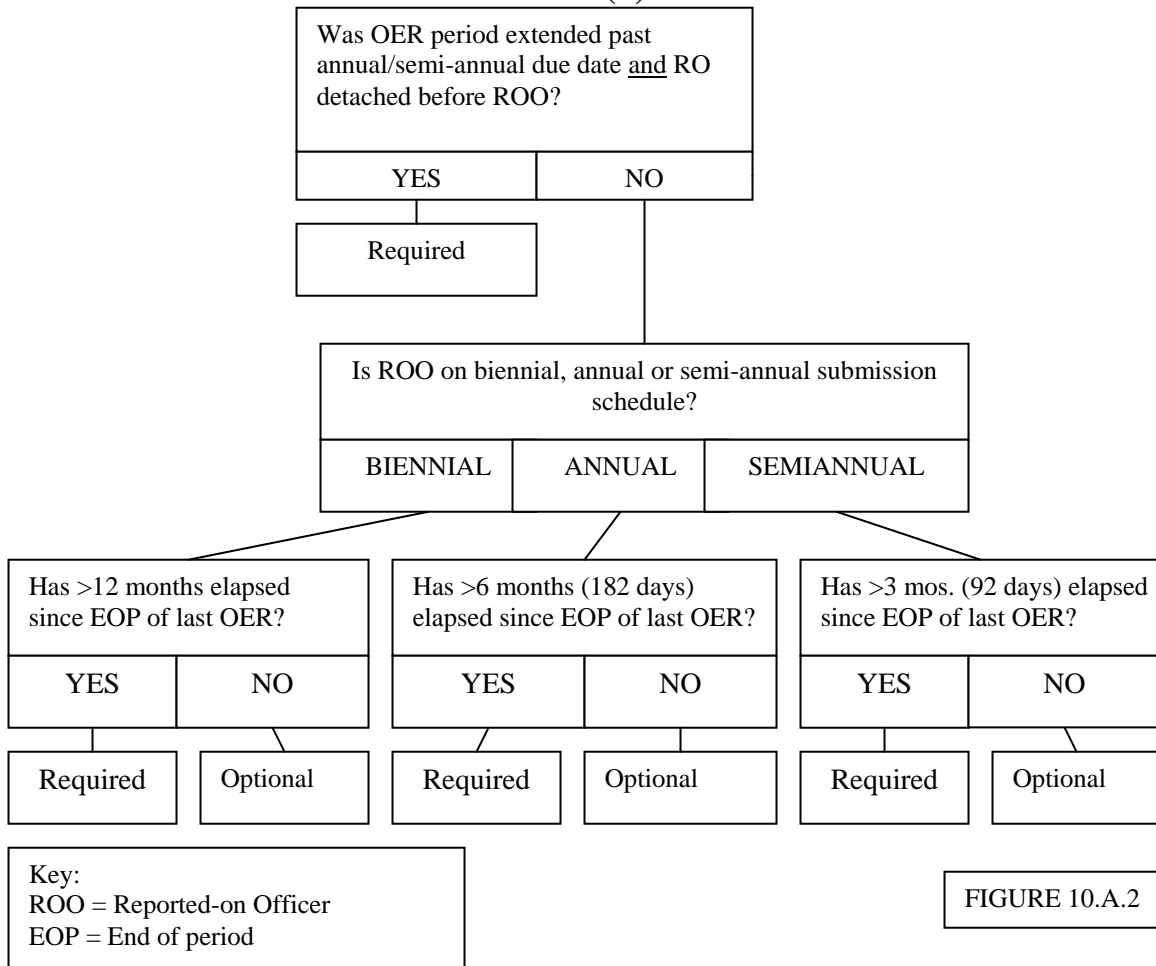 Was OER period extended past
annual/semi-annual due date and RO
detached before ROO?
YES
NO
Required
Is ROO on biennial, annual or semi-annual submission
schedule?
BIENNIAL
ANNUAL
SEMIANNUAL
Has >12 months elapsed
since EOP of last OER?
YES
NO
Required
Optional
Has >6 months (182 days)
elapsed since EOP of last OER?
YES
NO
Required
Optional
Has >3 mos. (92 days) elapsed
since EOP of last OER?
YES
NO
Required
Optional
Key:
ROO = Reported-on Officer
EOP = End of period
FIGURE 10.A.2